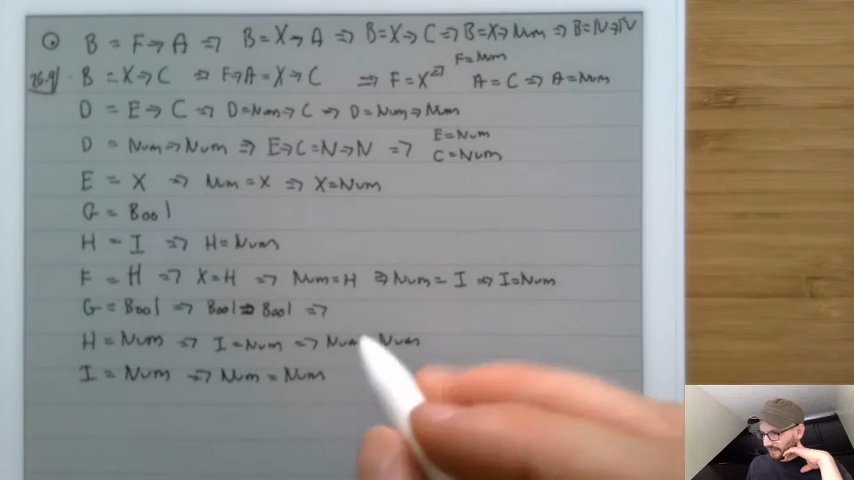 B = F → A ⇒ B = X → A ⇒ B = X → C ⇒ B = X → Num ⇒ B = N → N
F = Num
B = X → C ⇒ F → A = X → C ⇒ F = X A = C ⇒ A = Num
D = E → C ⇒ D = Num → C ⇒ D = Num → Num
D = Num → Num ⇒ E → C = N → N ⇒ E = Num
C = Num
E = X ⇒ Num = X ⇒ X = Num
G = Bool
H = I ⇒ H = Num
F = H ⇒ X = H ⇒ Num = H ⇒ Num = I ⇒ I = Num
G = Bool ⇒ Bool = Bool ⇒
H = Num ⇒ I = Num ⇒ Num Num
I = Num ⇒ Num = Num